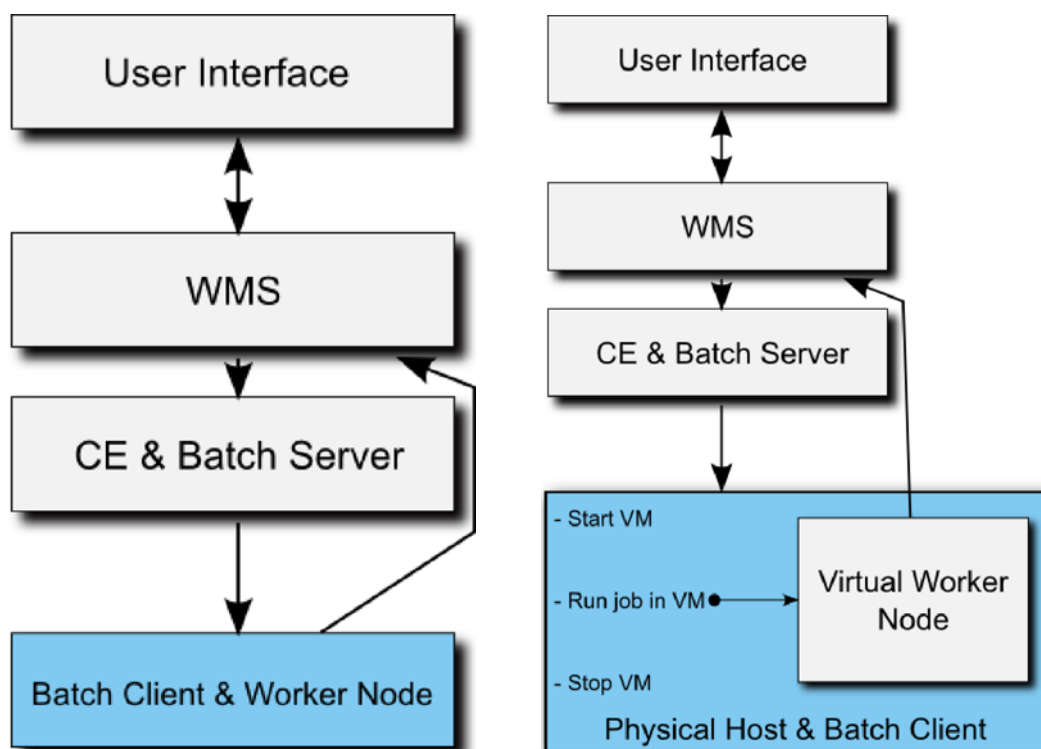 User Interface
WMS
CE & Batch Server
Batch Client & Worker Node
User Interface
WMS
CE & Batch Server
- Start VM
- Run job in VM
- Stop VM
Virtual Worker
Node
Physical Host & Batch Client